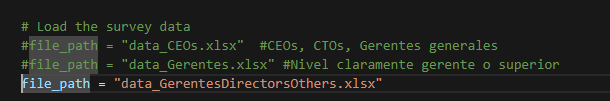 # Load the survey data
#file_path = "data_CEOs.xlsx"  #CEOs, CTOs, Gerentes generales
#file_path = "data_Gerentes.xlsx" #Nivel claramente gerente o superior
file_path = "data_GerentesDirectorsOthers.xlsx"